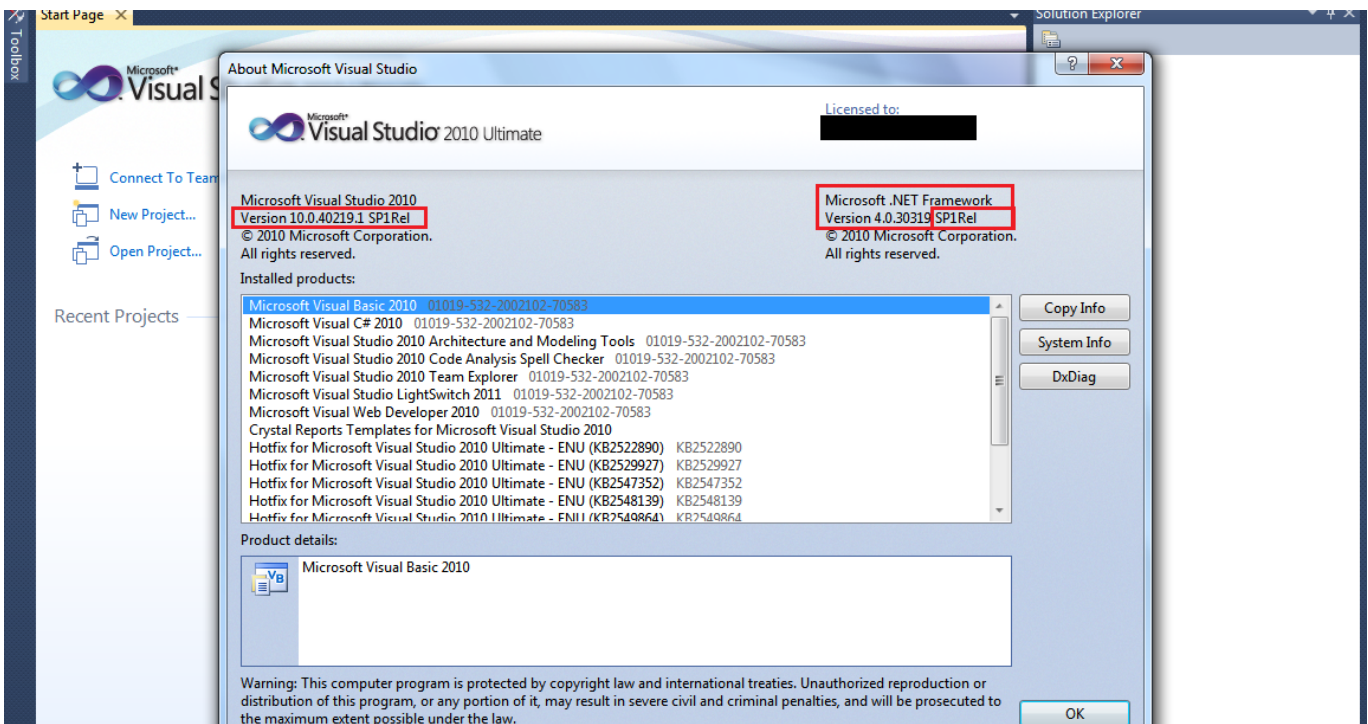 Start Page
Solution Explorer
Toolbox
Microsoft
Visual S
About Microsoft Visual Studio
Microsoft
Visual Studio 2010 Ultimate
Licensed to:
Connect To Team
New Project...
Open Project...
Recent Projects
Microsoft Visual Studio 2010
Version 10.0.40219.1 SP1Rel
© 2010 Microsoft Corporation.
All rights reserved.
Microsoft .NET Framework
Version 4.0.30319 SP1Rel
© 2010 Microsoft Corporation.
All rights reserved.
Installed products:
Microsoft Visual Basic 2010 01019-532-2002102-70583
Microsoft Visual C# 2010 01019-532-2002102-70583
Microsoft Visual Studio 2010 Architecture and Modeling Tools 01019-532-2002102-70583
Microsoft Visual Studio 2010 Code Analysis Spell Checker 01019-532-2002102-70583
Microsoft Visual Studio 2010 Team Explorer 01019-532-2002102-70583
Microsoft Visual Studio LightSwitch 2011 01019-532-2002102-70583
Microsoft Visual Web Developer 2010 01019-532-2002102-70583
Crystal Reports Templates for Microsoft Visual Studio 2010
Hotfix for Microsoft Visual Studio 2010 Ultimate - ENU (KB2522890) KB2522890
Hotfix for Microsoft Visual Studio 2010 Ultimate - ENU (KB2529927) KB2529927
Hotfix for Microsoft Visual Studio 2010 Ultimate - ENU (KB2547352) KB2547352
Hotfix for Microsoft Visual Studio 2010 Ultimate - ENU (KB2548139) KB2548139
Hotfix for Microsoft Visual Studio 2010 Ultimate - ENU (KB2549864) KB2549864
Copy Info
System Info
DxDiag
Product details:
VB
Microsoft Visual Basic 2010
Warning: This computer program is protected by copyright law and international treaties. Unauthorized reproduction or
distribution of this program, or any portion of it, may result in severe civil and criminal penalties, and will be prosecuted to
the maximum extent possible under the law.
OK